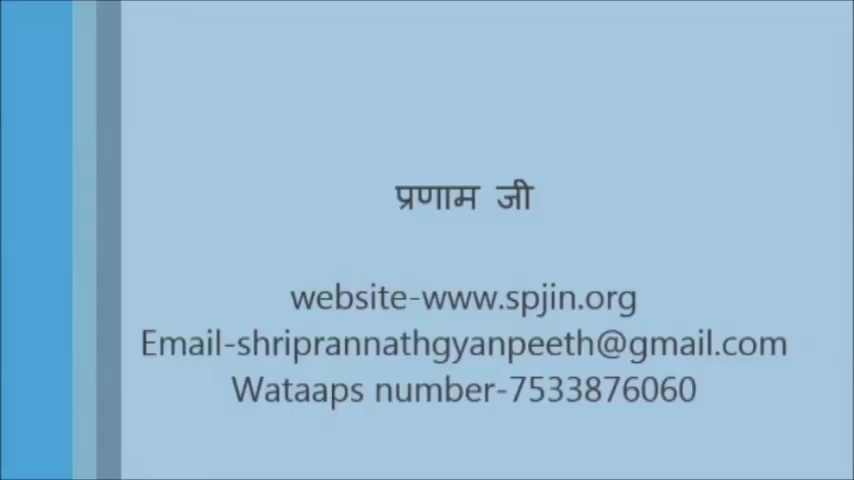 प्रणाम जी
website-www.spjin.org
Email-shriprannathgyanpeeth@gmail.com
Wataaps number-7533876060